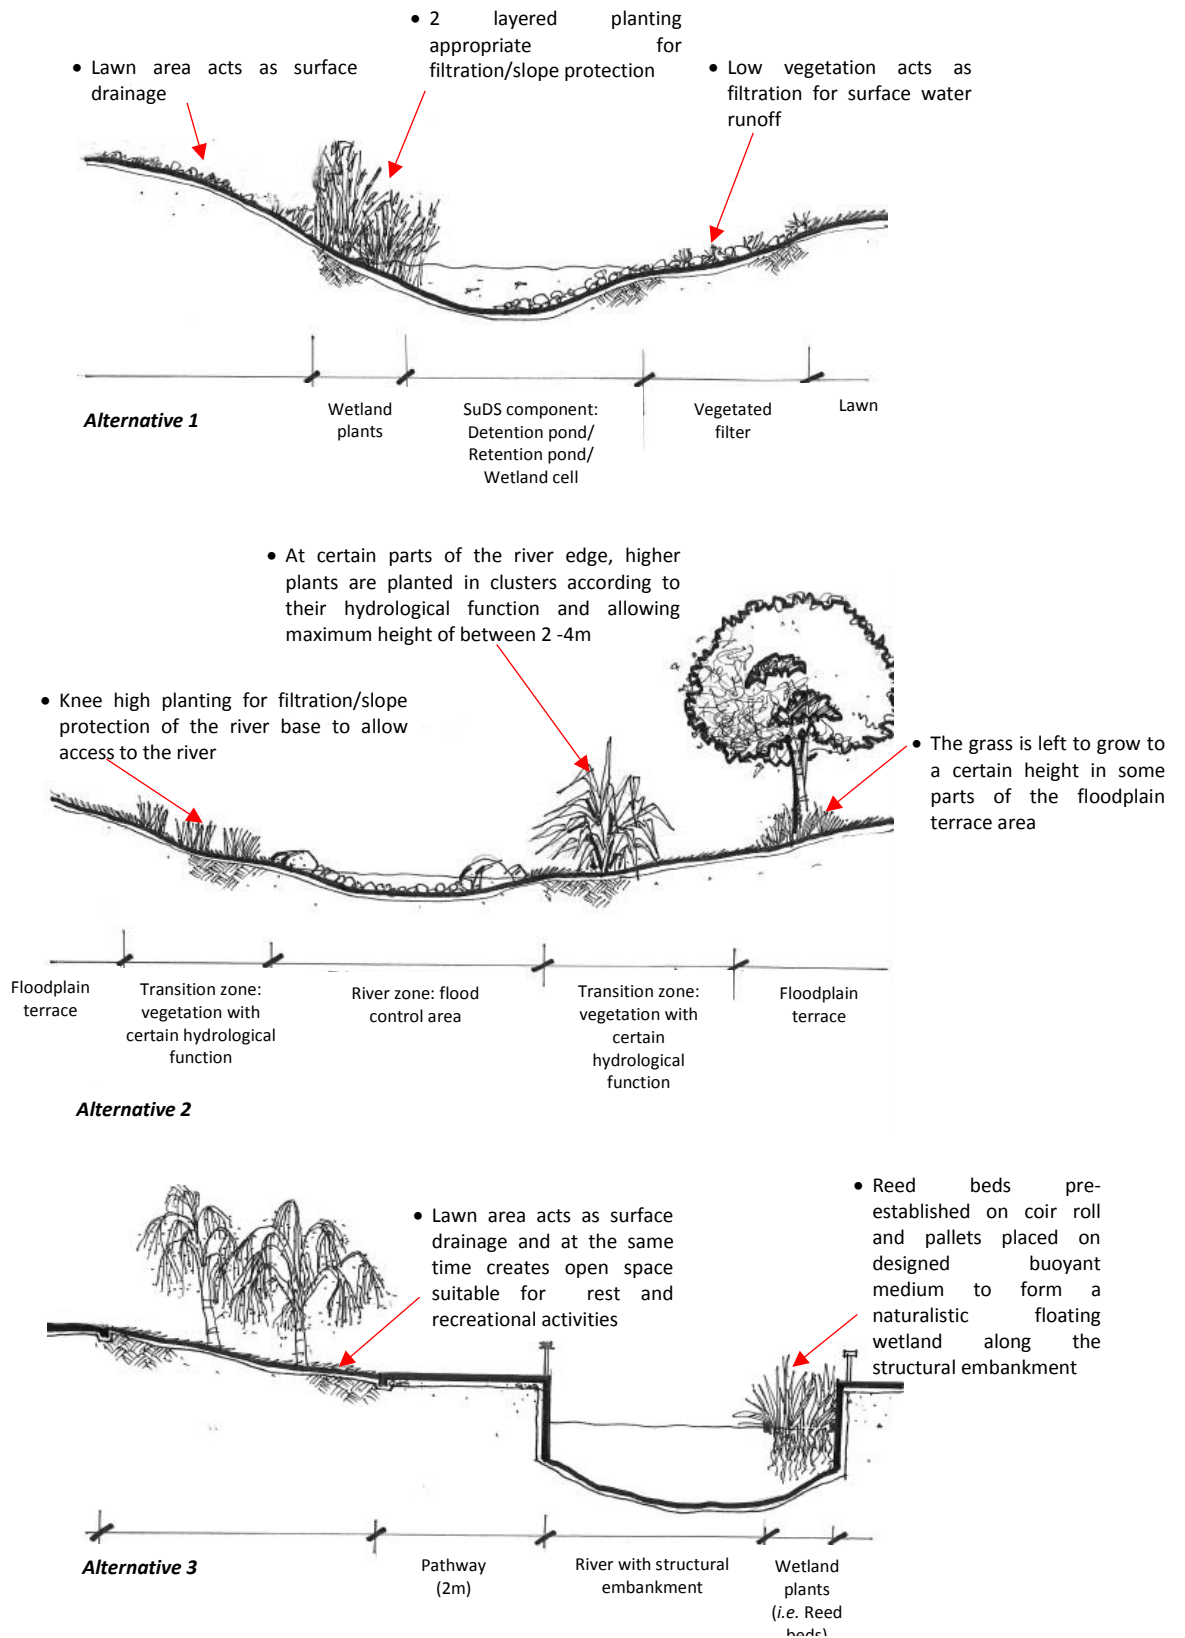 • 2 layered planting
appropriate for
filtration/slope protection
• Lawn area acts as surface
drainage
• Low vegetation acts as
filtration for surface water
runoff
Alternative 1
Wetland
plants
SuDS component:
Detention pond/
Retention pond/
Wetland cell
Vegetated
filter
Lawn
• At certain parts of the river edge, higher
plants are planted in clusters according to
their hydrological function and allowing
maximum height of between 2 -4m
• Knee high planting for filtration/slope
protection of the river base to allow
access to the river
• The grass is left to grow to
a certain height in some
parts of the floodplain
terrace area
Floodplain
terrace
Transition zone:
vegetation with
certain hydrological
function
River zone: flood
control area
Transition zone:
vegetation with
certain
hydrological
function
Floodplain
terrace
Alternative 2
• Lawn area acts as surface
drainage and at the same
time creates open space
suitable for rest and
recreational activities
• Reed beds pre-
established on coir roll
and pallets placed on
designed buoyant
medium to form a
naturalistic floating
wetland along the
structural embankment
Alternative 3
Pathway
(2m)
River with structural
embankment
Wetland
plants
(i.e. Reed
beds)